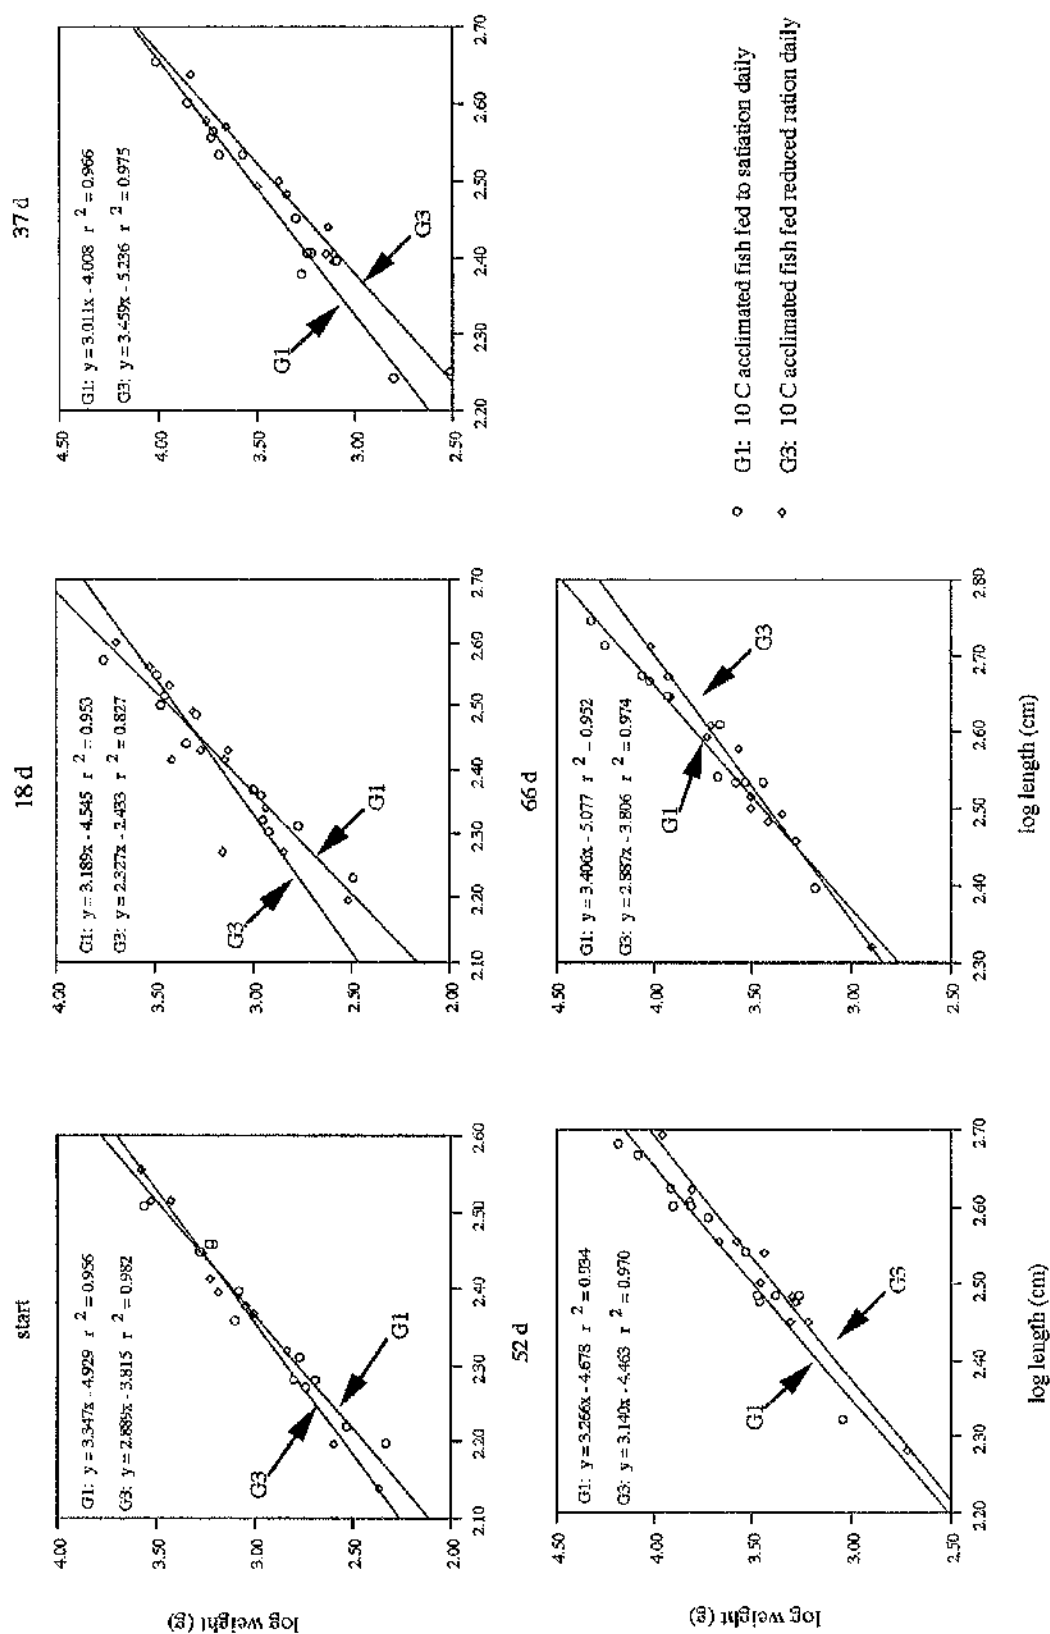 start
G1: y = 3.347x - 4.929 r 2 = 0.956
G3: y = 2.889x - 3.815 r 2 = 0.982
log weight (g)
4.00
3.50
3.00
2.50
2.00
G3
G1
2.10
2.20
2.30
2.40
2.50
2.60
18 d
G1: y = 3.189x - 4.545 r 2 = 0.953
G3: y = 2.327x - 2.433 r 2 = 0.827
4.00
3.50
3.00
2.50
2.00
G3
G1
2.10
2.20
2.30
2.40
2.50
2.60
2.70
37 d
G1: y = 3.011x - 4.008 r 2 = 0.966
G3: y = 3.459x - 5.236 r 2 = 0.975
4.50
4.00
3.50
3.00
2.50
G1
G3
2.20
2.30
2.40
2.50
2.60
2.70
52 d
G1: y = 3.266x - 4.678 r 2 = 0.934
G3: y = 3.140x - 4.463 r 2 = 0.970
log weight (g)
4.50
4.00
3.50
3.00
2.50
G1
G3
2.20
2.30
2.40
2.50
2.60
2.70
log length (cm)
66 d
G1: y = 3.406x - 5.077 r 2 = 0.952
G3: y = 2.887x - 3.806 r 2 = 0.974
4.50
4.00
3.50
3.00
2.50
G1
G3
2.30
2.40
2.50
2.60
2.70
2.80
log length (cm)
G1: 10 C acclimated fish fed to satiation daily
G3: 10 C acclimated fish fed reduced ration daily